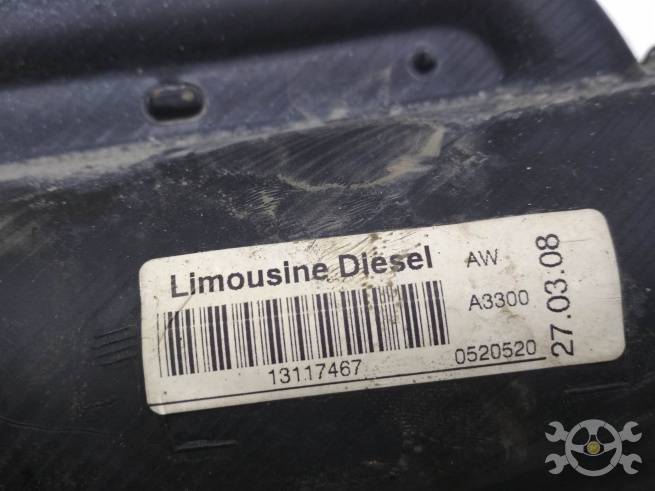 Limousine Diesel AW
A3300
13117467 0520520
27.03.08